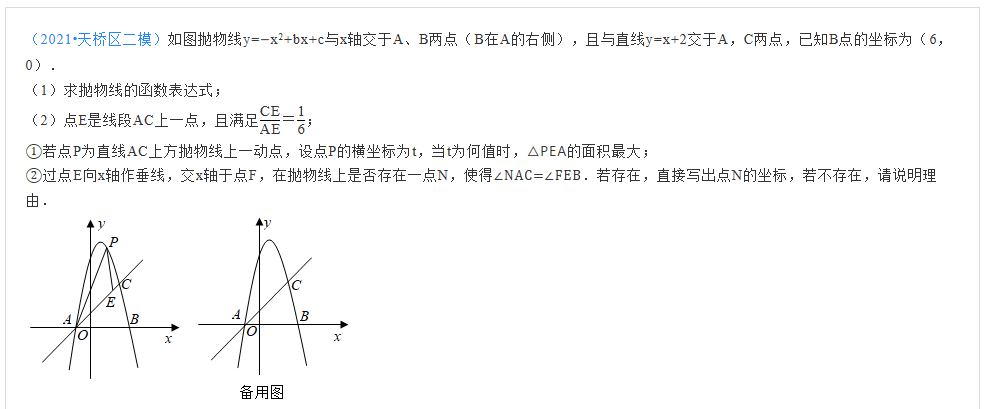 （2021•天桥区二模）如图抛物线y=−x²+bx+c与x轴交于A、B两点（B在A的右侧），且与直线y=x+2交于A，C两点，已知B点的坐标为（6，
0）．
（1）求抛物线的函数表达式；
（2）点E是线段AC上一点，且满足CE/AE=1/6；
①若点P为直线AC上方抛物线上一动点，设点P的横坐标为t，当t为何值时，△PEA的面积最大；
②过点E向x轴作垂线，交x轴于点F，在抛物线上是否存在一点N，使得∠NAC=∠FEB．若存在，直接写出点N的坐标，若不存在，请说明理
由．
y
P
C
E
A
O
B
x
y
C
A
O
B
x
备用图